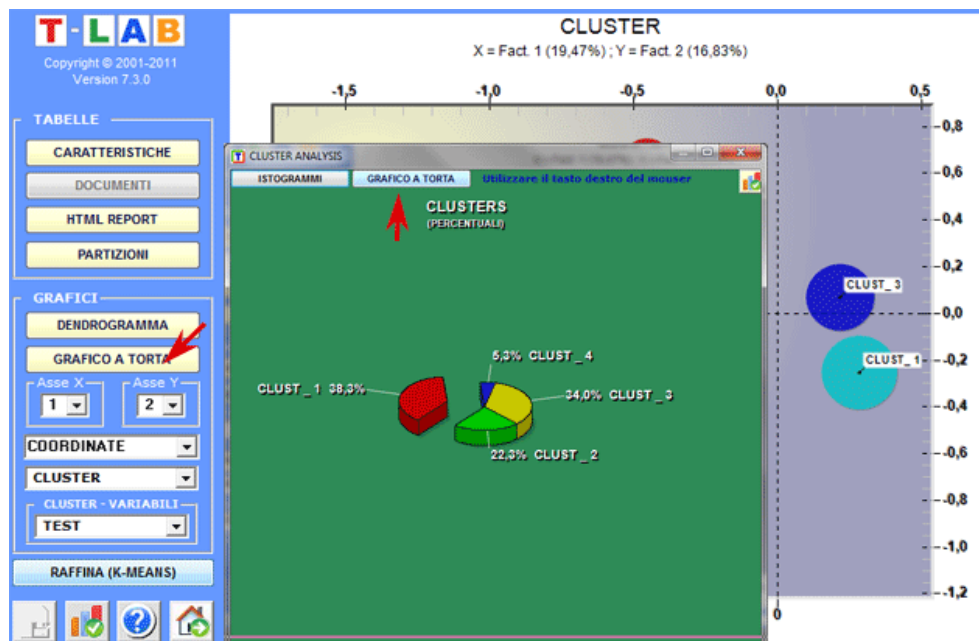 T-LAB
Copyright © 2001-2011
Version 7.3.0
TABELLE
CARATTERISTICHE
DOCUMENTI
HTML REPORT
PARTIZIONI
GRAFICI
DENDROGRAMMA
GRAFICO A TORTA
Asse X
Asse Y
1
2
COORDINATE
CLUSTER
CLUSTER - VARIABILI
TEST
RAFFINA (K-MEANS)
CLUSTER
X = Fact. 1 (19,47%) ; Y = Fact. 2 (16,83%)
-1,5
-1,0
-0,5
0,0
0,5
CLUSTER ANALYSIS
ISTOGRAMMI
GRAFICO A TORTA
Utilizzare il tasto destro del mouser
CLUSTERS
(PERCENTUALI)
5,3% CLUST_4
CLUST_1 38,3%
34,0% CLUST_3
22,3% CLUST_2
CLUST_3
CLUST_1
-0,8
-0,6
-0,4
-0,2
-0,0
-0,2
-0,4
-0,6
-0,8
-1,0
-1,2
0